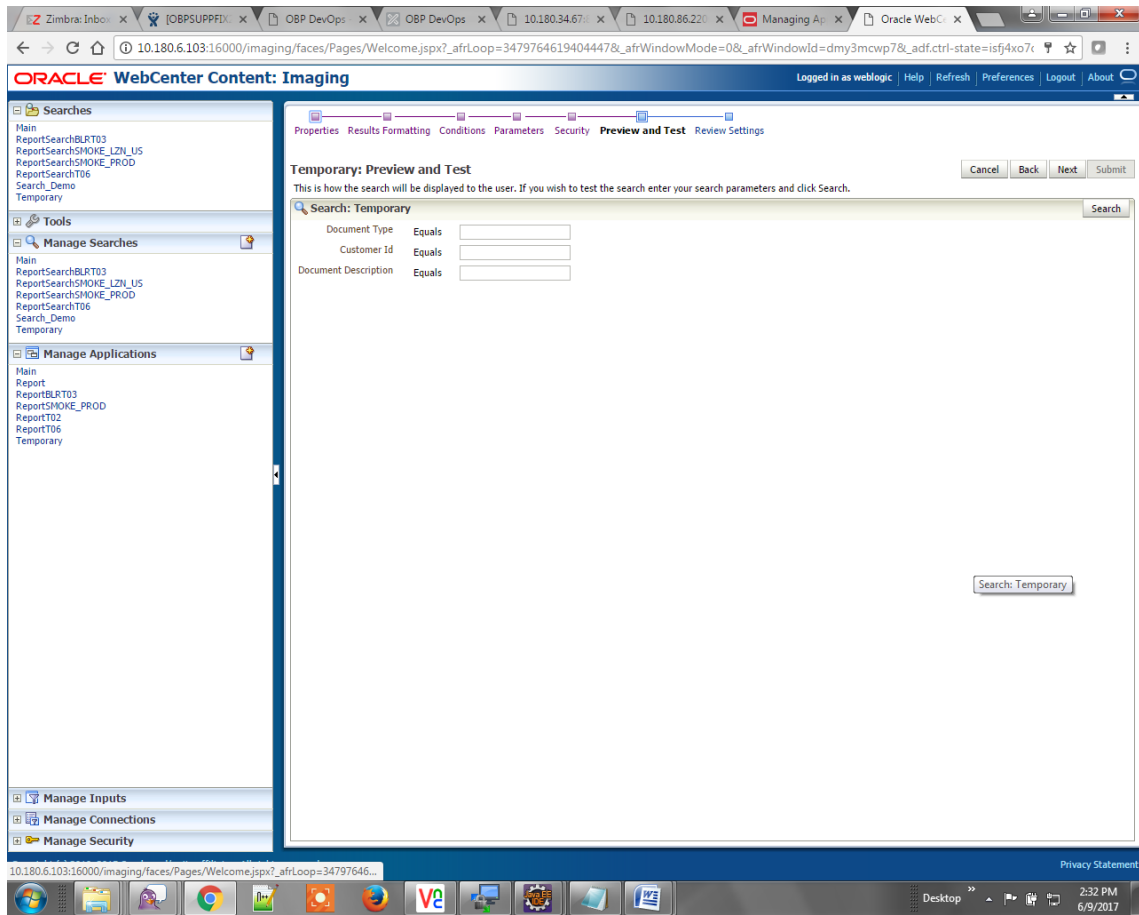 Zimbra: Inbo
[OBPSUPPFIX
OBP DevOps
OBP DevOps
10.180.34.67:
10.180.86.220
Managing Ap
Oracle WebC
10.180.6.103:16000/imaging/faces/Pages/Welcome.jspx?_afrLoop=3479764619404447&_afrWindowMode=0&_afrWindowId=dmy3mcwp7&_adf.ctrl-state=isfj4xo7c
ORACLE WebCenter Content: Imaging
Logged in as weblogic | Help | Refresh | Preferences | Logout | About
Searches
Main
ReportSearchBLRT03
ReportSearchSMOKE_LZN_US
ReportSearchSMOKE_PROD
ReportSearchT06
Search_Demo
Temporary
Tools
Manage Searches
Main
ReportSearchBLRT03
ReportSearchSMOKE_LZN_US
ReportSearchSMOKE_PROD
ReportSearchT06
Search_Demo
Temporary
Manage Applications
Main
Report
ReportBLRT03
ReportSMOKE_PROD
ReportT02
ReportT06
Temporary
Manage Inputs
Manage Connections
Manage Security
Properties Results Formatting Conditions Parameters Security Preview and Test Review Settings
Temporary: Preview and Test
Cancel Back Next Submit
This is how the search will be displayed to the user. If you wish to test the search enter your search parameters and click Search.
Search: Temporary
Search
Document Type Equals
Customer Id Equals
Document Description Equals
Search: Temporary
Privacy Statement
10.180.6.103:16000/imaging/faces/Pages/Welcome.jspx?_afrLoop=34797646...
Desktop
2:32 PM
6/9/2017